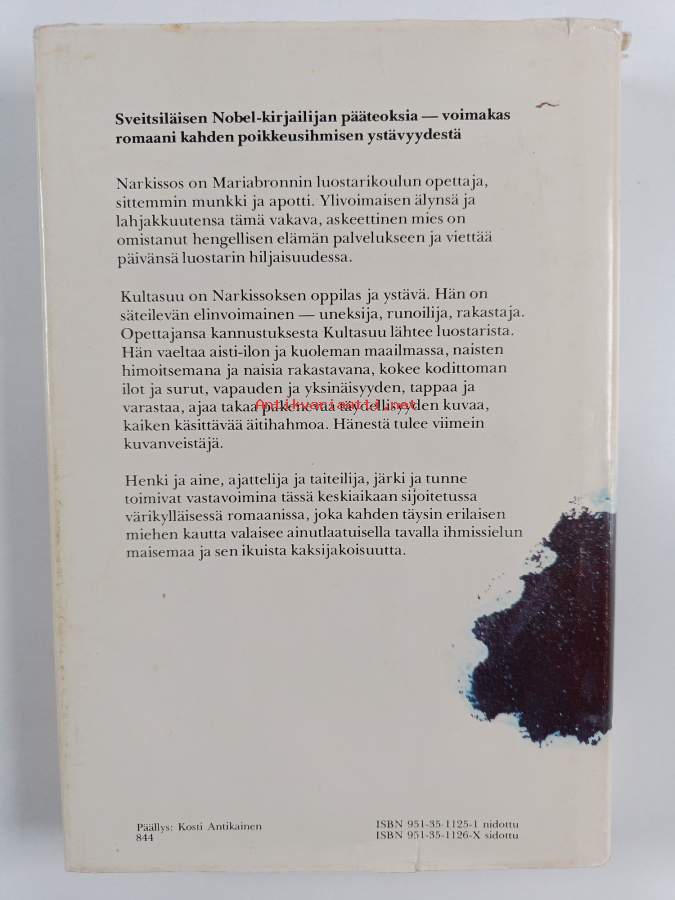 Sveitsiläisen Nobel-kirjailijan pääteoksia — voimakas
romaani kahden poikkeusihmisen ystävyydestä
Narkissos on Mariabronnin luostarikoulun opettaja,
sittemmin munkki ja apotti. Ylivoimaisen älynsä ja
lahjakkuutensa tämä vakava, askeettinen mies on
omistanut hengellisen elämän palvelukseen ja viettää
päivänsä luostarin hiljaisuudessa.
Kultasuu on Narkissoksen oppilas ja ystävä. Hän on
säteilevän elinvoimainen — uneksija, runoilija, rakastaja.
Opettajansa kannustuksesta Kultasuu lähtee luostarista.
Hän vaeltaa aisti-ilon ja kuoleman maailmassa, naisten
himoitsemana ja naisia rakastavana, kokee kodittoman
ilot ja surut, vapauden ja yksinäisyyden, tappaa ja
varastaa, ajaa takaa pakenevaa täydellisyyden kuvaa,
Antikvariaatti.net
kaiken käsittävää äitihahmoa. Hänestä tulee viimein
kuvanveistäjä.
Henki ja aine, ajattelija ja taiteilija, järki ja tunne
toimivat vastavoimina tässä keskiaikaan sijoitetussa
värikylläisessä romaanissa, joka kahden täysin erilaisen
miehen kautta valaisee ainutlaatuisella tavalla ihmissielun
maisemaa ja sen ikuista kaksijakoisuutta.
Päällys: Kosti Antikainen
844
ISBN 951-35-1125-1 nidottu
ISBN 951-35-1126-X sidottu